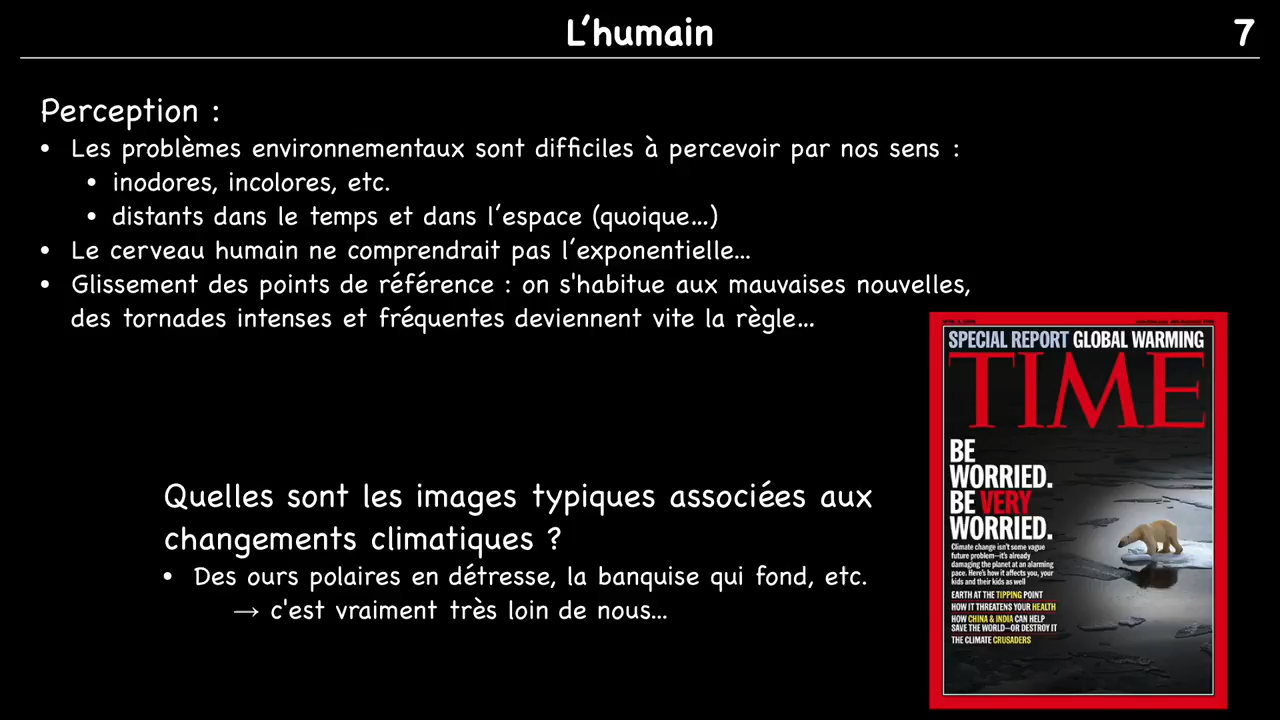 L’humain
7
Perception :
• Les problèmes environnementaux sont difficiles à percevoir par nos sens :
• inodores, incolores, etc.
• distants dans le temps et dans l’espace (quoique…)
• Le cerveau humain ne comprendrait pas l’exponentielle…
• Glissement des points de référence : on s'habitue aux mauvaises nouvelles,
des tornades intenses et fréquentes deviennent vite la règle…
Quelles sont les images typiques associées aux
changements climatiques ?
• Des ours polaires en détresse, la banquise qui fond, etc.
→ c'est vraiment très loin de nous…
SPECIAL REPORT GLOBAL WARMING
TIME
BE
WORRIED.
BE VERY
WORRIED.
Climate change isn't some vague
future problem—it's already
damaging the planet at an alarming
pace. Here's how it affects you, your
kids and their kids as well
EARTH AT THE TIPPING POINT
HOW IT THREATENS YOUR HEALTH
HOW CHINA & INDIA CAN HELP
SAVE THE WORLD—OR DESTROY IT
THE CLIMATE CRUSADERS